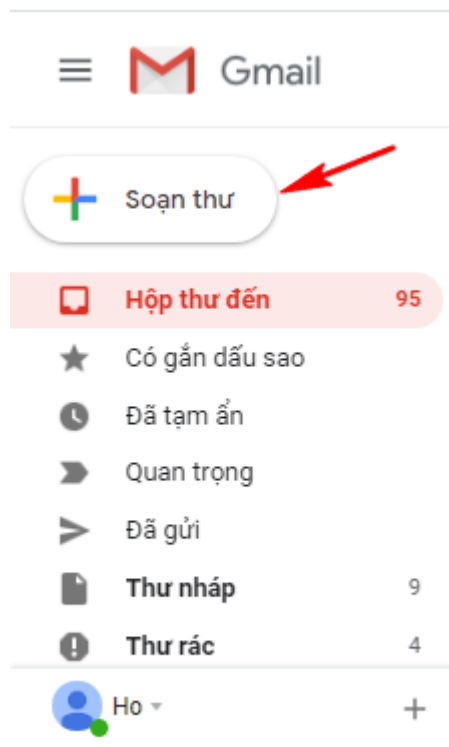 Gmail
Soạn thư
Hộp thư đến 95
Có gắn dấu sao
Đã tạm ẩn
Quan trọng
Đã gửi
Thư nháp 9
Thư rác 4
Ho